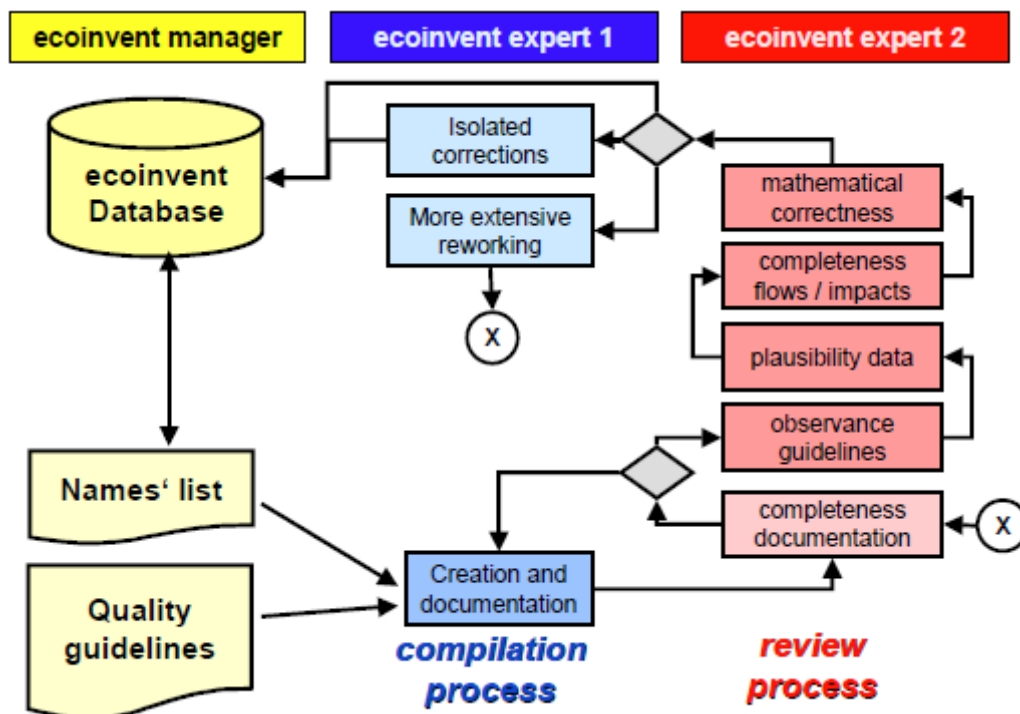 ecoinvent manager
ecoinvent expert 1
ecoinvent expert 2
ecoinvent
Database
Isolated
corrections
More extensive
reworking
X
mathematical
correctness
completeness
flows / impacts
plausibility data
observance
guidelines
completeness
documentation
X
Names‘ list
Quality
guidelines
Creation and
documentation
compilation
process
review
process